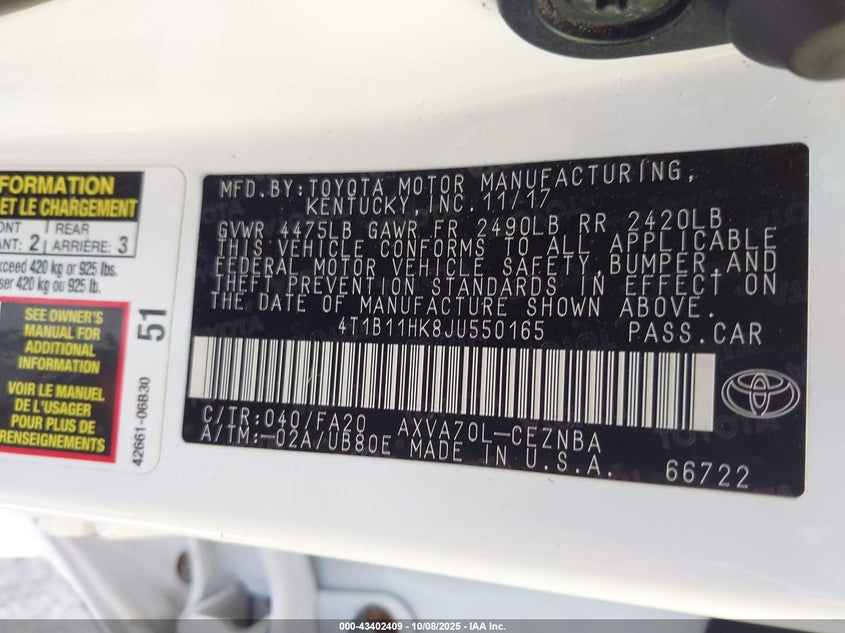 FORMATION
ET LE CHARGEMENT
ONT
ANT: 2
REAR
ARRIÈRE: 3
xceed 420 kg or 925 lbs.
ser 420 kg ou 925 lb.
SEE OWNER'S
MANUAL FOR
ADDITIONAL
INFORMATION
VOIR LE MANUEL
DE L'USAGER
POUR PLUS DE
51
42661-06B30
MFD.BY:TOYOTA MOTOR MANUFACTURING,
KENTUCKY,INC.11/17
GVWR 4475LB GAWR FR 2490LB RR 2420LB
THIS VEHICLE CONFORMS TO ALL APPLICABLE
FEDERAL MOTOR VEHICLE SAFETY,BUMPER,AND
THEFT PREVENTION STANDARDS IN EFFECT ON
THE DATE OF MANUFACTURE SHOWN ABOVE.
4T1B11HK8JU550165 PASS.CAR
C/TR:040/FA20 AXVA70L-CEZNBA
A/TM:-02A/UB80E MADE IN U.S.A.
66722
TOYOTA
000-43402409 - 10/08/2025 - IAA Inc.